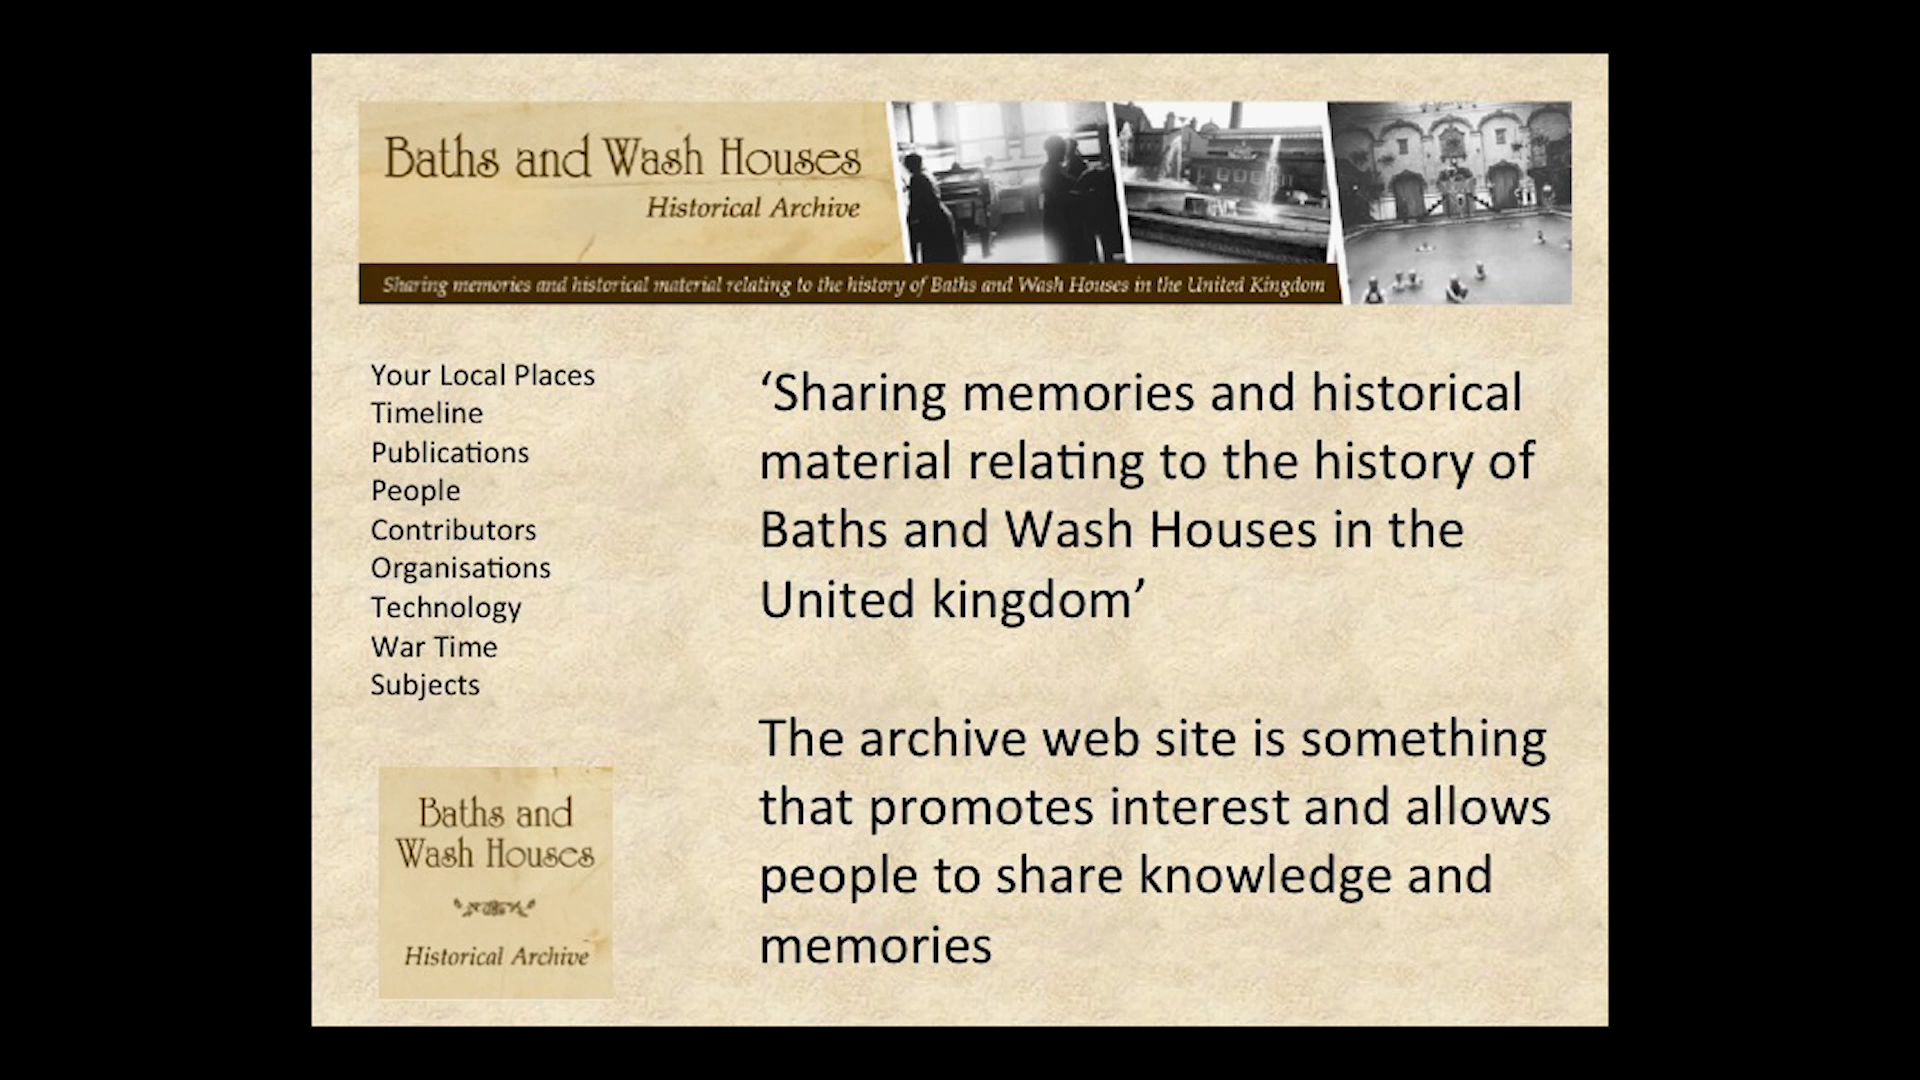 Baths and Wash Houses
Historical Archive
Sharing memories and historical material relating to the history of Baths and Wash Houses in the United Kingdom
Your Local Places
Timeline
Publications
People
Contributors
Organisations
Technology
War Time
Subjects
Baths and
Wash Houses
Historical Archive
‘Sharing memories and historical
material relating to the history of
Baths and Wash Houses in the
United kingdom’
The archive web site is something
that promotes interest and allows
people to share knowledge and
memories